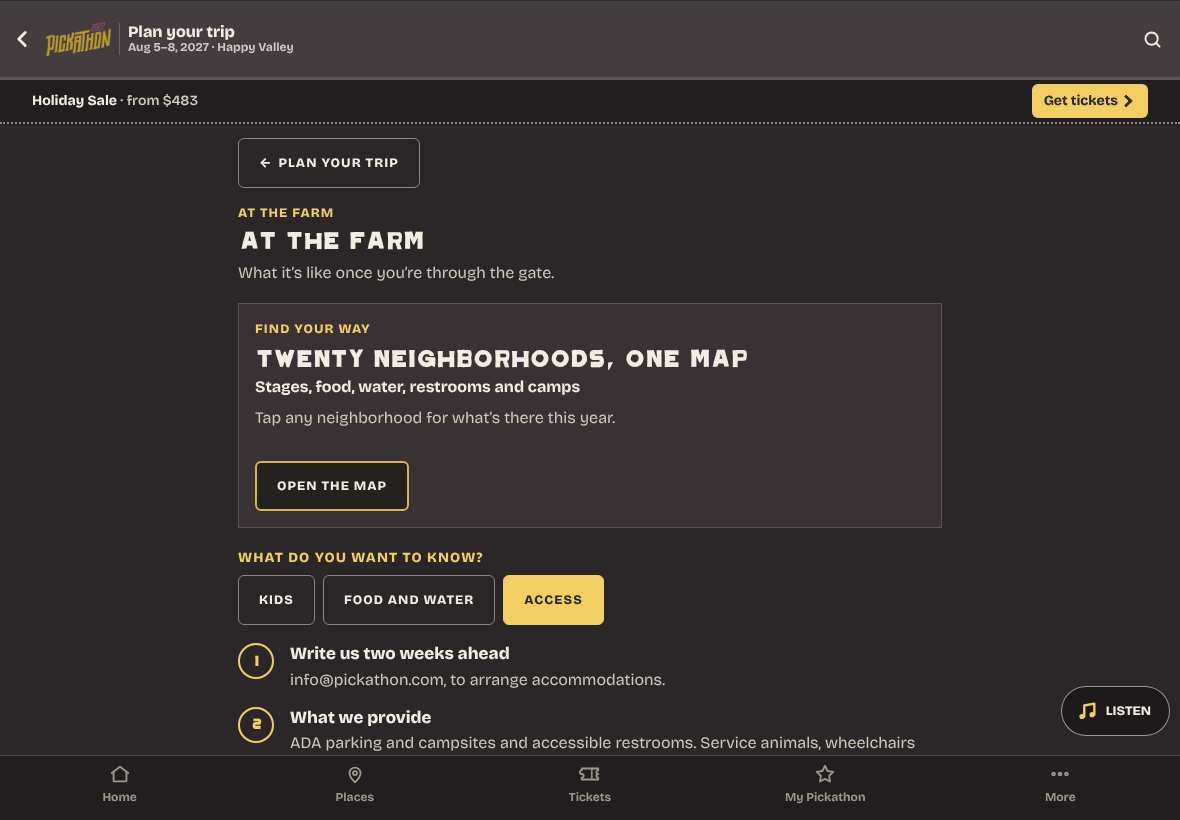 PICKATHON
Plan your trip
Aug 5–8, 2027 · Happy Valley
Holiday Sale · from $483
Get tickets
← PLAN YOUR TRIP
AT THE FARM
AT THE FARM
What it's like once you're through the gate.
FIND YOUR WAY
TWENTY NEIGHBORHOODS, ONE MAP
Stages, food, water, restrooms and camps
Tap any neighborhood for what's there this year.
OPEN THE MAP
WHAT DO YOU WANT TO KNOW?
KIDS
FOOD AND WATER
ACCESS
1
Write us two weeks ahead
info@pickathon.com, to arrange accommodations.
2
What we provide
ADA parking and campsites and accessible restrooms. Service animals, wheelchairs
LISTEN
Home
Places
Tickets
My Pickathon
More